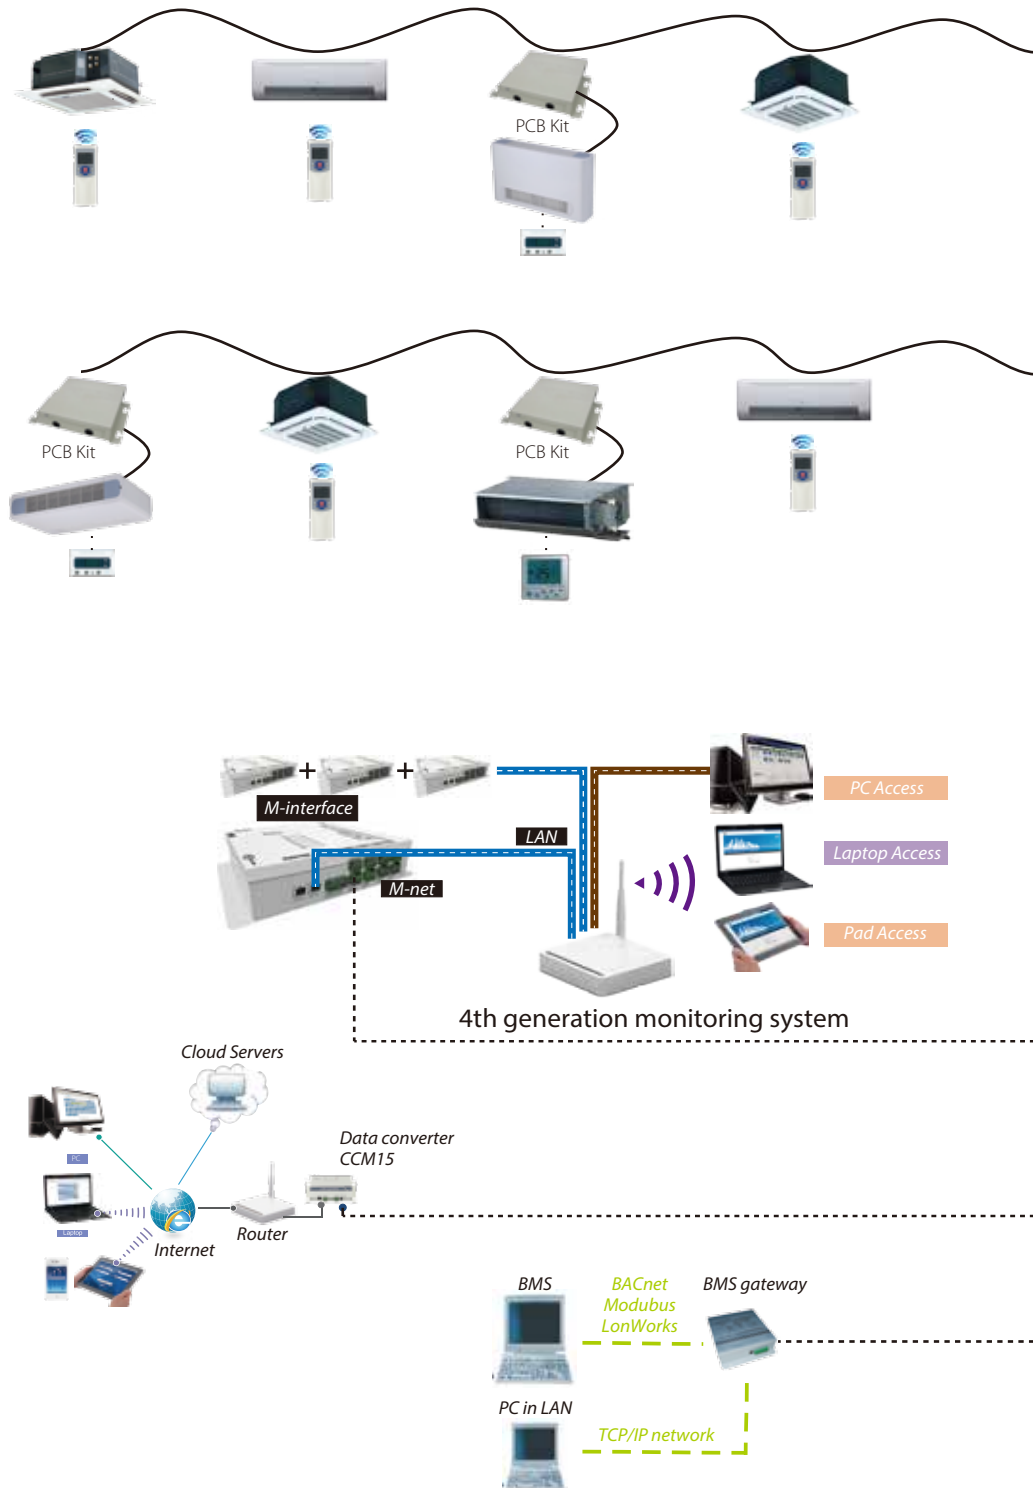 PCB Kit
PCB Kit
PCB Kit
M-interface
LAN
M-net
PC Access
Laptop Access
Pad Access
4th generation monitoring system
Cloud Servers
Data converter
CCM15
PC
Laptop
Internet
Router
BMS
BACnet
Modubus
LonWorks
BMS gateway
PC in LAN
TCP/IP network